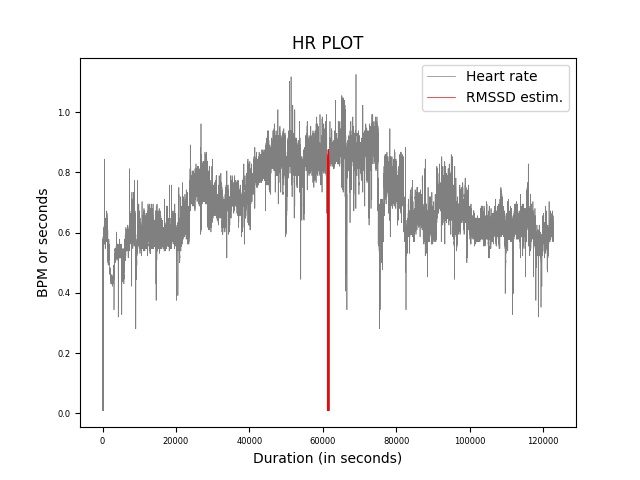 HR PLOT
Heart rate
RMSSD estim.
BPM or seconds
1.0
0.8
0.6
0.4
0.2
0.0
0 20000 40000 60000 80000 100000 120000
Duration (in seconds)